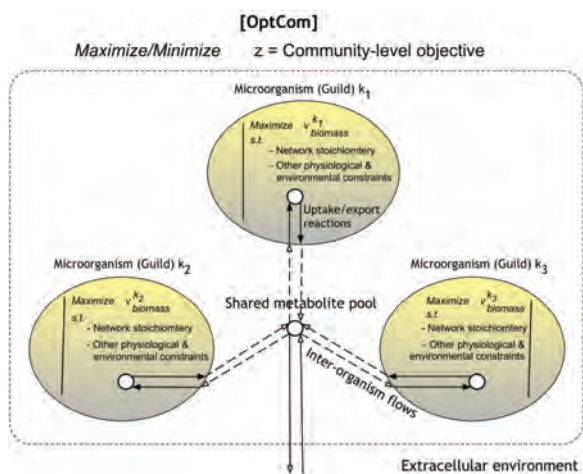 [OptCom]
Maximize/Minimize z = Community-level objective
Microorganism (Guild) k1
Maximize v^k1 biomass
s.t.
- Network stoichiomtery
- Other physiological &
environmental constraints
Uptake/export
reactions
Microorganism (Guild) k2
Maximize v^k2 biomass
s.t.
- Network stoichiomtery
- Other physiological &
environmental constraints
Shared metabolite pool
Microorganism (Guild) k3
Maximize v^k3 biomass
s.t
- Network stoichiomtery
- Other physiological &
environmental constraints
Inter-organism flows
Extracellular environment